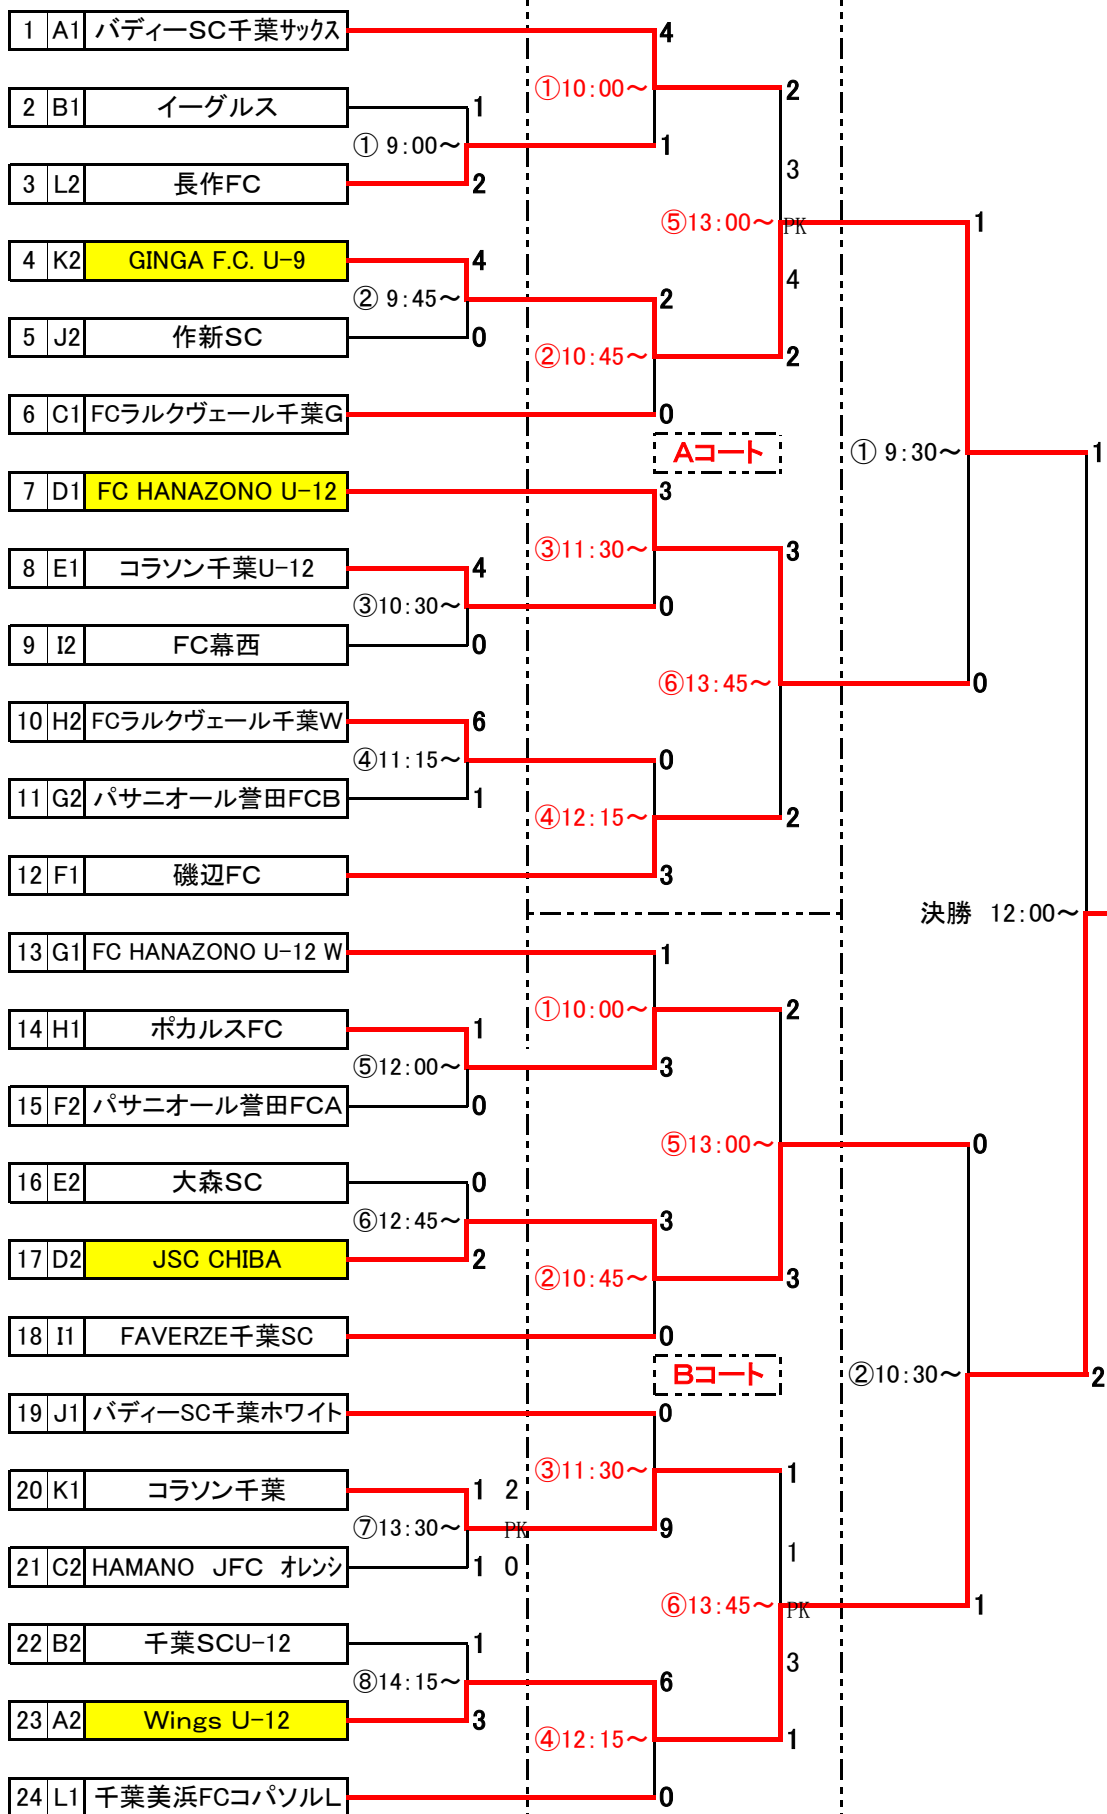 1 A1 バディーSC千葉サックス 4
①10:00～ 2
2 B1 イーグルス 1
① 9:00～ 1
3 L2 長作FC 2 3
⑤13:00～ PK 1
4 K2 GINGA F.C. U-9 4
4
② 9:45～ 2
5 J2 作新SC 0
②10:45～ 2
6 C1 FCラルクヴェール千葉G 0
Aコート ① 9:30～ 1
7 D1 FC HANAZONO U-12 3
③11:30～ 3
8 E1 コラソン千葉U-12 4
③10:30～ 0
9 I2 FC幕西 0
⑥13:45～ 0
10 H2 FCラルクヴェール千葉W 6
④11:15～ 0
11 G2 パサニオール誉田FCB 1
④12:15～ 2
12 F1 磯辺FC 3
決勝 12:00～
13 G1 FC HANAZONO U-12 W 1
①10:00～ 2
14 H1 ポカルスFC 1
⑤12:00～ 3
15 F2 パサニオール誉田FCA 0
⑤13:00～ 0
16 E2 大森SC 0
⑥12:45～ 3
17 D2 JSC CHIBA 2
②10:45～ 3
18 I1 FAVERZE千葉SC 0
Bコート ②10:30～ 2
19 J1 バディーSC千葉ホワイト 0
③11:30～ 1
20 K1 コラソン千葉 1 2
⑦13:30～ PK 9
1
21 C2 HAMANO JFC オレンジ 1 0
⑥13:45～ PK 1
22 B2 千葉SCU-12 1
3
⑧14:15～ 6
23 A2 Wings U-12 3
④12:15～ 1
24 L1 千葉美浜FCコパソルL 0